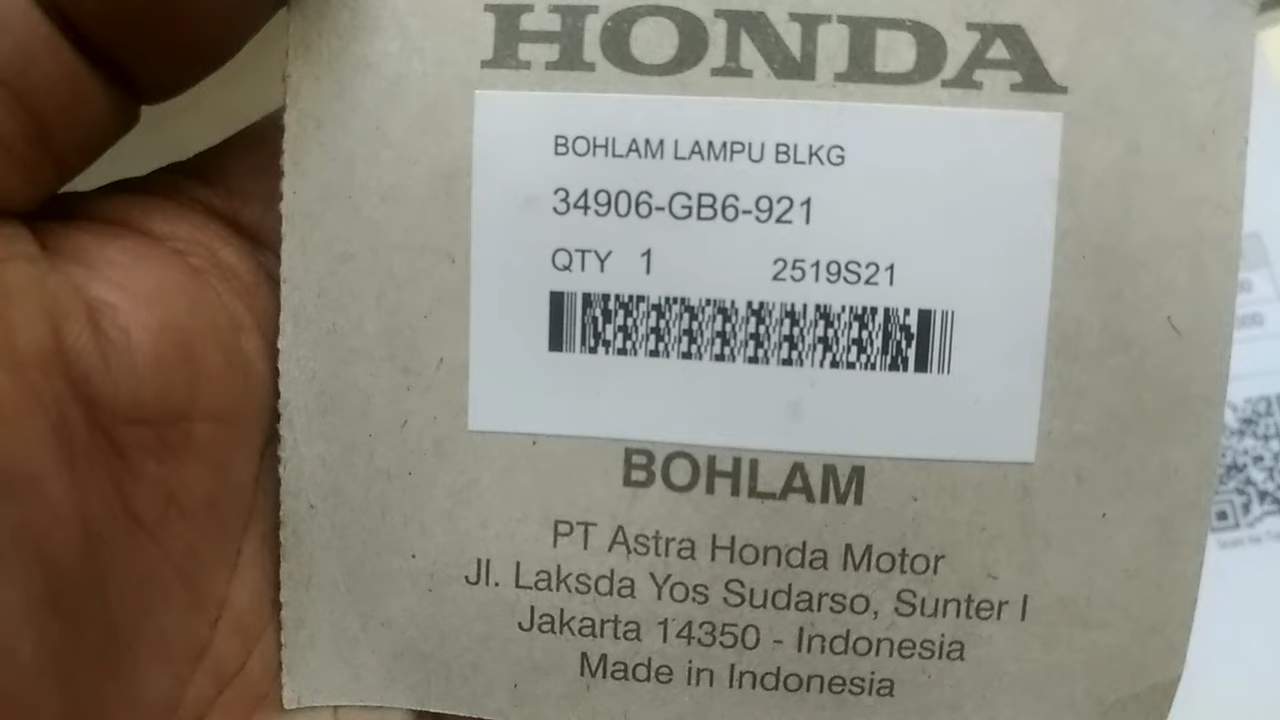 HONDA
BOHLAM LAMPU BLKG
34906-GB6-921
QTY 1 2519S21
BOHLAM
PT Astra Honda Motor
Jl. Laksda Yos Sudarso, Sunter I
Jakarta 14350 - Indonesia
Made in Indonesia